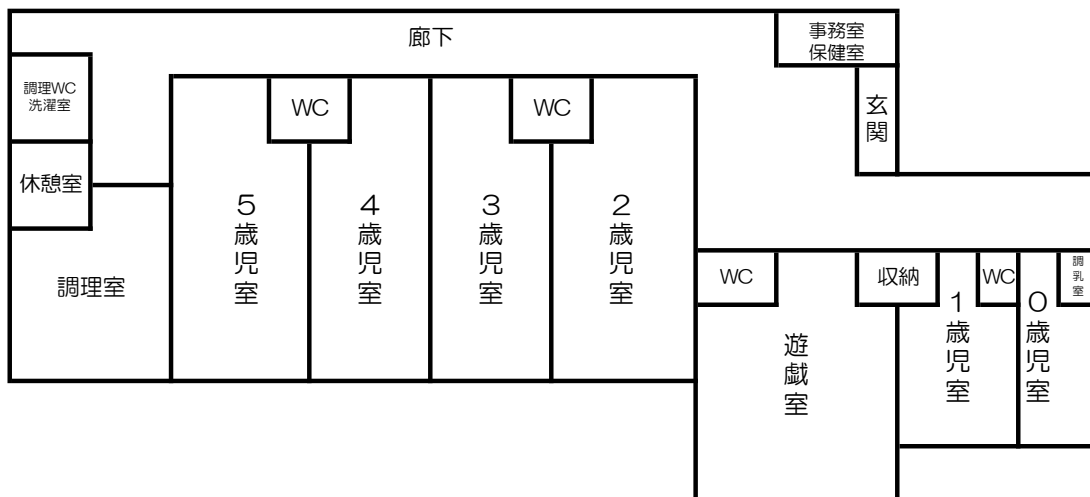 廊下
事務室
保健室
調理WC
洗濯室
玄関
WC
WC
休憩室
5歳児室
4歳児室
3歳児室
2歳児室
調理室
WC
収納
WC
調乳室
1歳児室
0歳児室
遊戯室